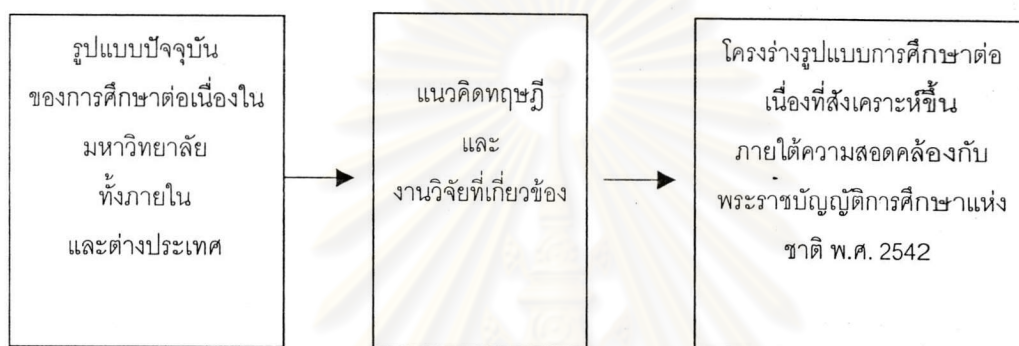 รูปแบบปัจจุบัน
ของการศึกษาต่อเนื่องใน
มหาวิทยาลัย
ทั้งภายใน
และต่างประเทศ
แนวคิดทฤษฎี
และ
งานวิจัยที่เกี่ยวข้อง
โครงร่างรูปแบบการศึกษาต่อ
เนื่องที่สังเคราะห์ขึ้น
ภายใต้ความสอดคล้องกับ
พระราชบัญญัติการศึกษาแห่ง
ชาติ พ.ศ. 2542